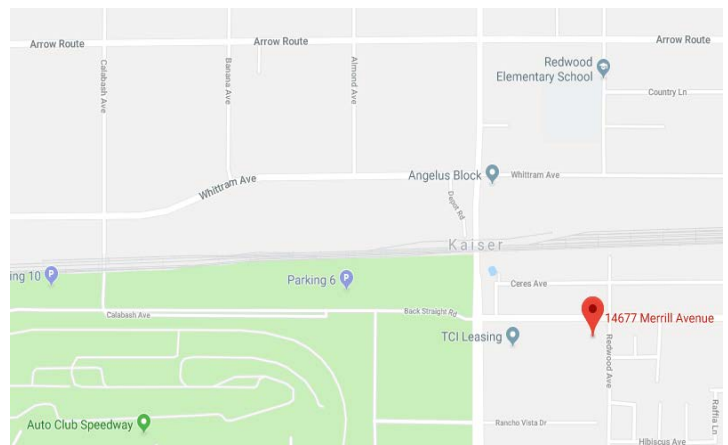 Arrow Route
Arrow Route
Arrow Route
Calabash Ave
Banana Ave
Almond Ave
Redwood
Elementary School
Country Ln
Whittram Ave
Angelus Block
Whittram Ave
Depot Rd
Kaiser
ing 10
Parking 6
Ceres Ave
Calabash Ave
Back Straight Rd
14677 Merrill Avenue
TCI Leasing
Redwood Ave
Auto Club Speedway
Rancho Vista Dr
Hibiscus Ave
Raffia Ln